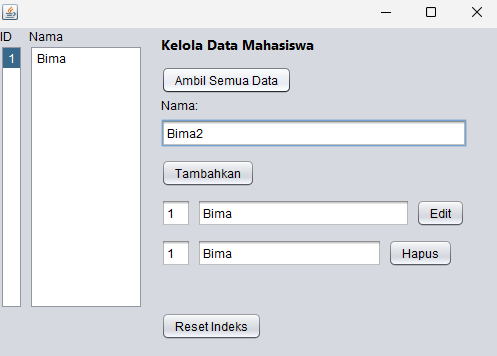 ID Nama
1 Bima
Kelola Data Mahasiswa
Ambil Semua Data
Nama:
Bima2
Tambahkan
1 Bima Edit
1 Bima Hapus
Reset Indeks